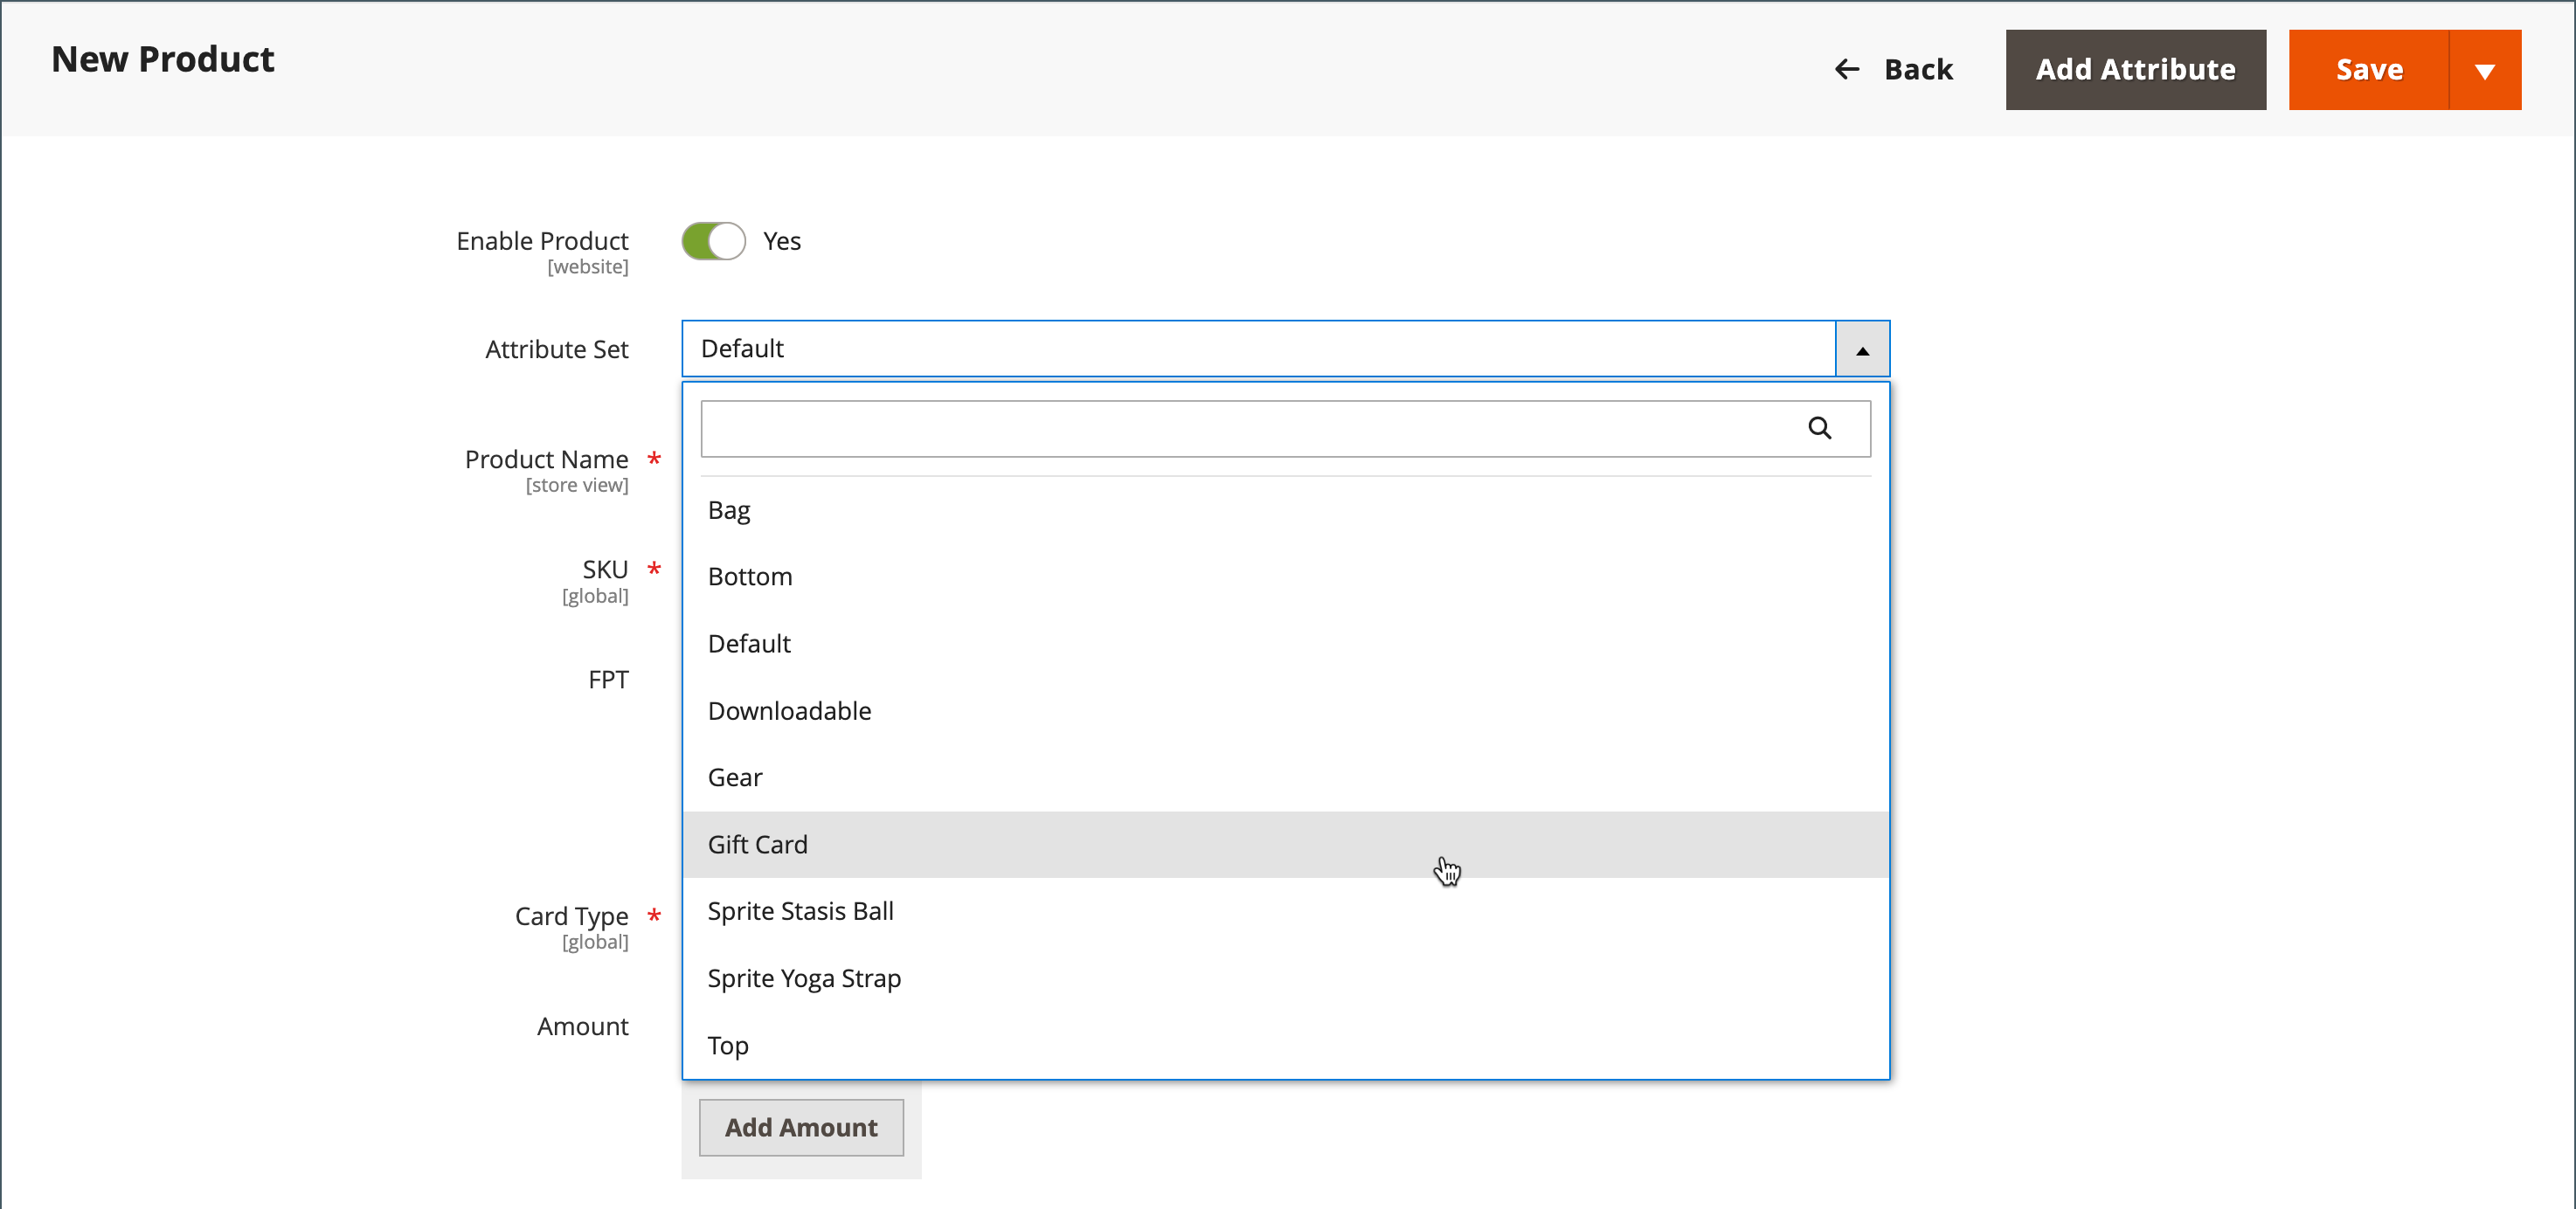 New Product
Back
Add Attribute
Save
Enable Product
[website]
Yes
Attribute Set
Default
Product Name *
[store view]
SKU *
[global]
FPT
Bag
Bottom
Default
Downloadable
Gear
Gift Card
Sprite Stasis Ball
Sprite Yoga Strap
Top
Card Type *
[global]
Amount
Add Amount